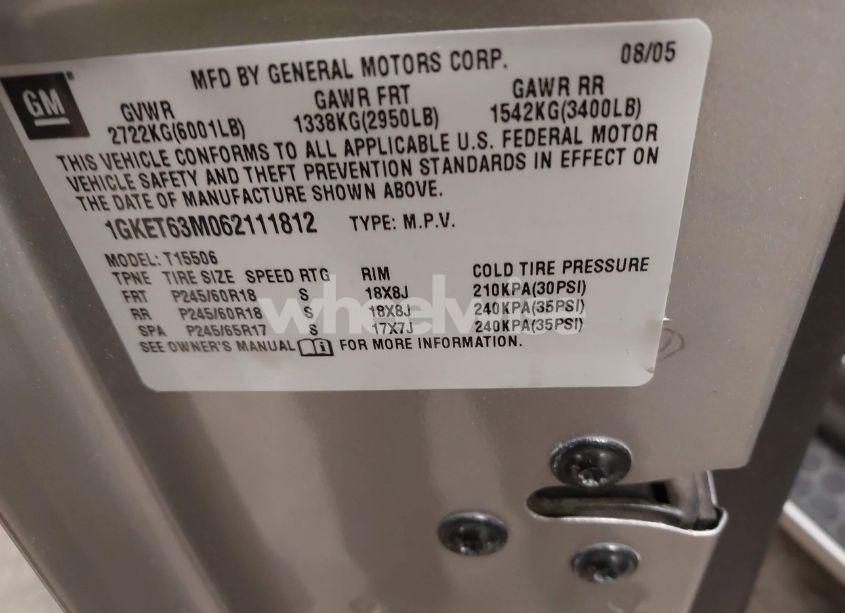 GM
MFD BY GENERAL MOTORS CORP. 08/05
GVWR GAWR FRT GAWR RR
2722KG(6001LB) 1338KG(2950LB) 1542KG(3400LB)
THIS VEHICLE CONFORMS TO ALL APPLICABLE U.S. FEDERAL MOTOR
VEHICLE SAFETY AND THEFT PREVENTION STANDARDS IN EFFECT ON
THE DATE OF MANUFACTURE SHOWN ABOVE.
1GKET63M062111812 TYPE: M.P.V.
MODEL: T15506
TPNE TIRE SIZE SPEED RTG RIM COLD TIRE PRESSURE
FRT P245/60R18 S 18X8J 210KPA(30PSI)
RR P245/60R18 S 18X8J 240KPA(35PSI)
SPA P245/65R17 S 17X7J 240KPA(35PSI)
SEE OWNER'S MANUAL FOR MORE INFORMATION.